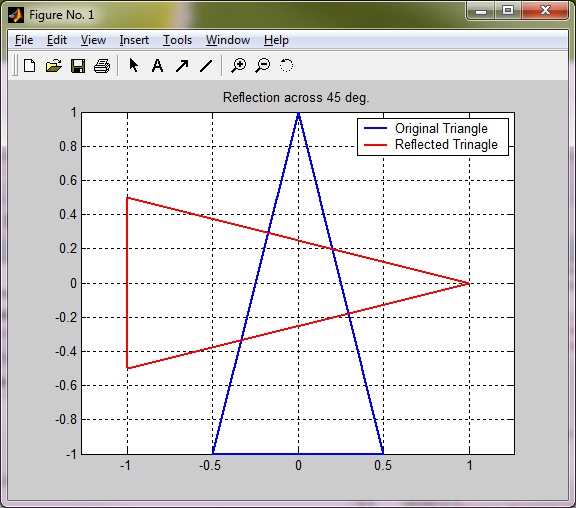 Figure No. 1
File Edit View Insert Tools Window Help
A
Reflection across 45 deg.
Original Triangle
Reflected Trinagle
1
0.8
0.6
0.4
0.2
0
-0.2
-0.4
-0.6
-0.8
-1
-1 -0.5 0 0.5 1